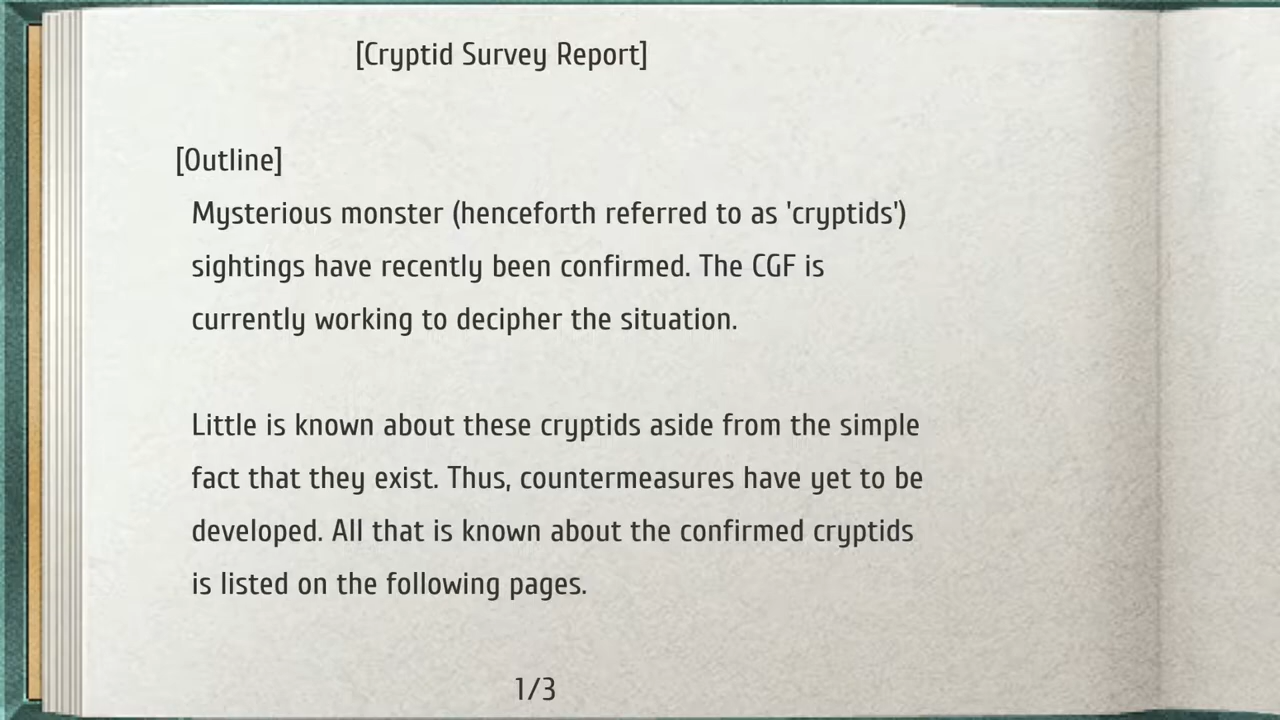 [Cryptid Survey Report]
[Outline]
Mysterious monster (henceforth referred to as 'cryptids')
sightings have recently been confirmed. The CGF is
currently working to decipher the situation.
Little is known about these cryptids aside from the simple
fact that they exist. Thus, countermeasures have yet to be
developed. All that is known about the confirmed cryptids
is listed on the following pages.
1/3